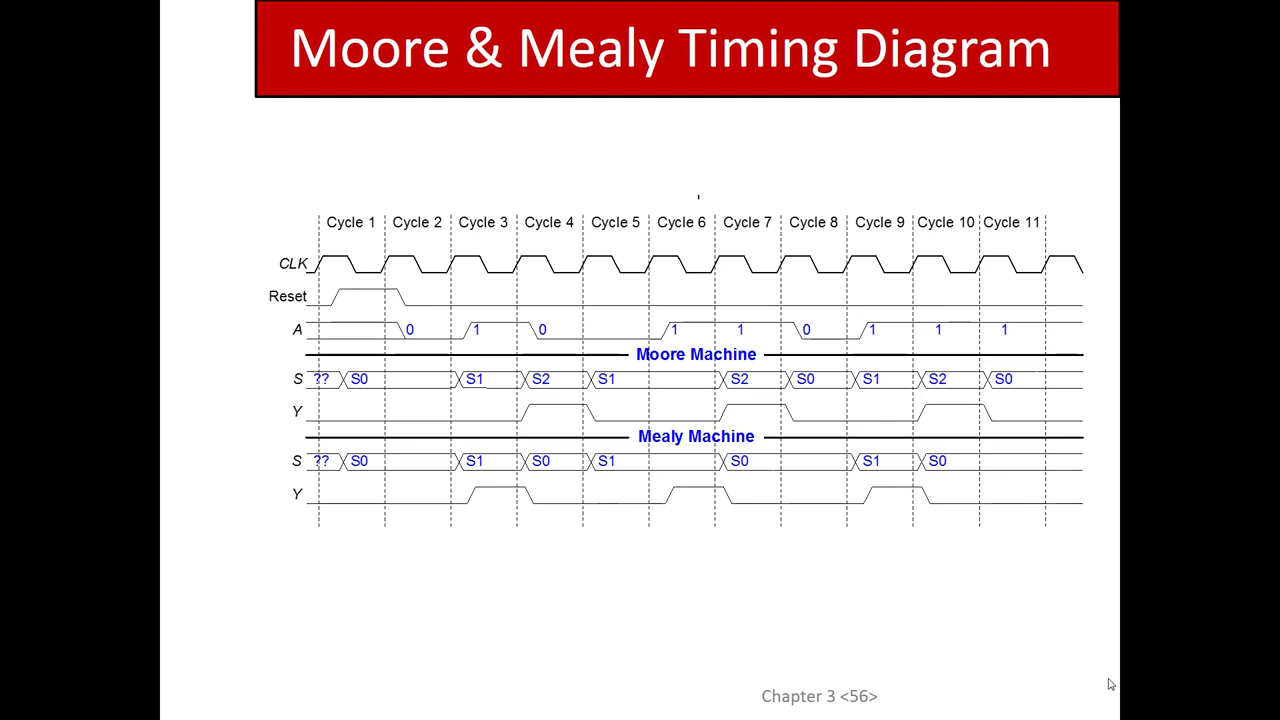 Moore & Mealy Timing Diagram
Cycle 1 Cycle 2 Cycle 3 Cycle 4 Cycle 5 Cycle 6 Cycle 7 Cycle 8 Cycle 9 Cycle 10 Cycle 11
CLK
Reset
A 0 1 0 1 1 0 1 1 1
Moore Machine
S ?? S0 S1 S2 S1 S2 S0 S1 S2 S0
Y
Mealy Machine
S ?? S0 S1 S0 S1 S0 S1 S0
Y
Chapter 3 <56>